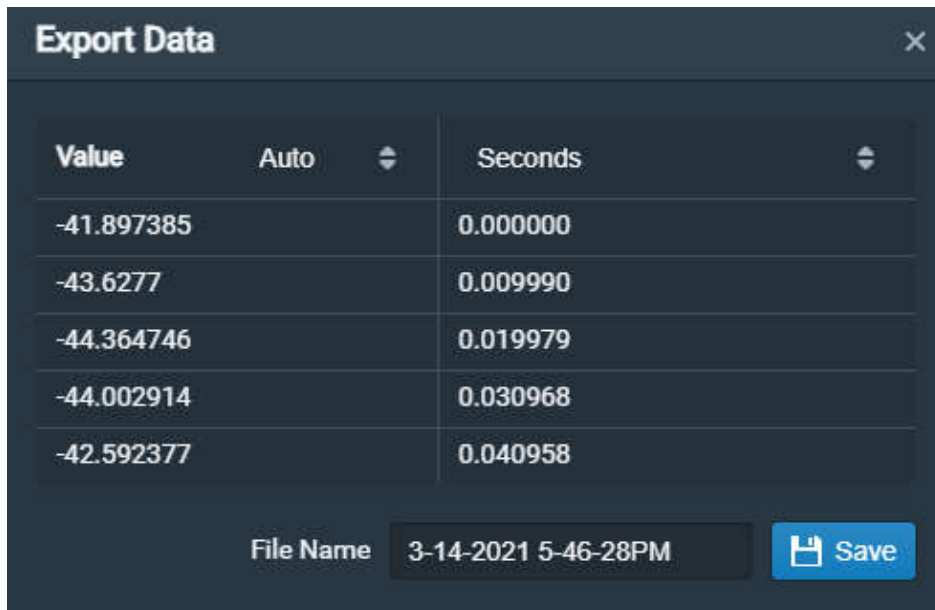 Export Data
Value Auto Seconds
-41.897385 0.000000
-43.6277 0.009990
-44.364746 0.019979
-44.002914 0.030968
-42.592377 0.040958
File Name 3-14-2021 5-46-28PM Save